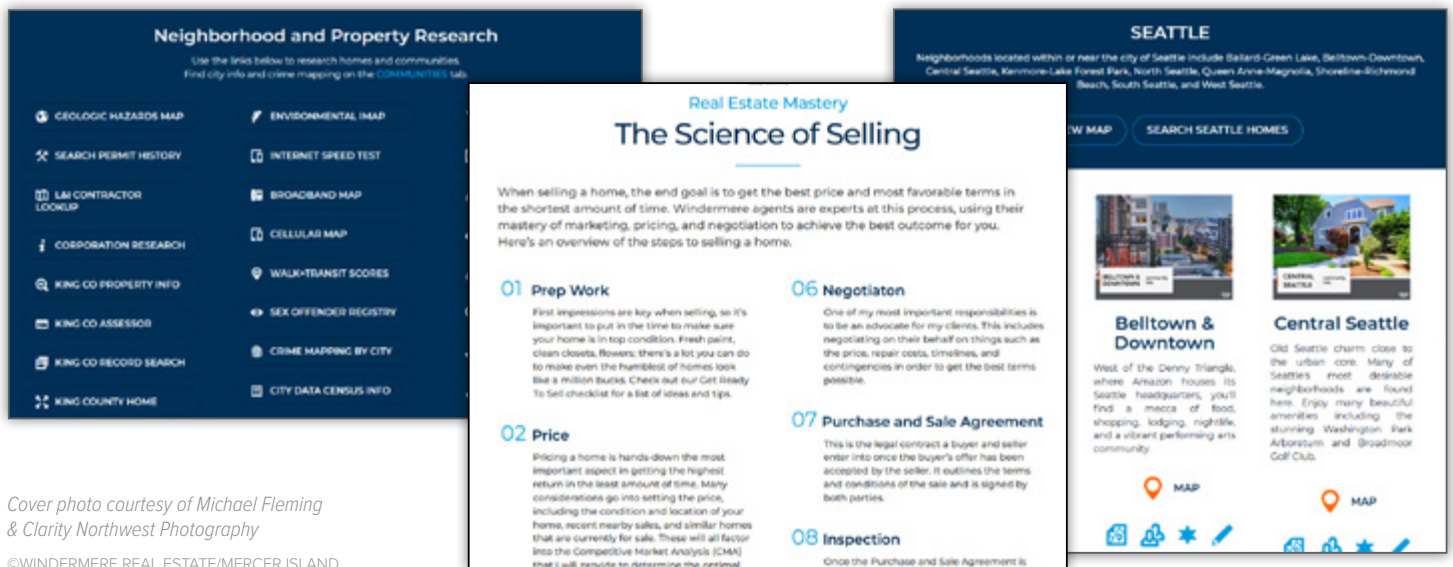 Neighborhood and Property Research
Use the links below to research homes and communities.
Find city info and crime mapping on the COMMUNITIES tab.
GEOLOGIC HAZARDS MAP
SEARCH PERMIT HISTORY
L&I CONTRACTOR
LOOKUP
CORPORATION RESEARCH
KING CO PROPERTY INFO
KING CO ASSESSOR
KING CO RECORD SEARCH
KING COUNTY HOME
ENVIRONMENTAL IMAP
INTERNET SPEED TEST
BROADBAND MAP
CELLULAR MAP
WALK+TRANSIT SCORES
SEX OFFENDER REGISTRY
CRIME MAPPING BY CITY
CITY DATA CENSUS INFO
Real Estate Mastery
The Science of Selling
When selling a home, the end goal is to get the best price and most favorable terms in
the shortest amount of time. Windermere agents are experts at this process, using their
mastery of marketing, pricing, and negotiation to achieve the best outcome for you.
Here's an overview of the steps to selling a home.
01 Prep Work
First impressions are key when selling, so it's
important to put in the time to make sure
your home is in top condition. Fresh paint,
clean closets, flowers; there's a lot you can do
to make even the humblest of homes look
like a million bucks. Check out our Get Ready
To Sell checklist for a list of ideas and tips.
02 Price
Pricing a home is hands-down the most
important aspect in getting the highest
return in the least amount of time. Many
considerations go into setting the price,
including the condition and location of your
home, recent nearby sales, and similar homes
that are currently for sale. These will all factor
into the Competitive Market Analysis (CMA)
that I will provide to determine the optimal
06 Negotiaton
One of my most important responsibilities is
to be an advocate for my clients. This includes
negotiating on their behalf on things such as
the price, repair costs, timelines, and
contingencies in order to get the best terms
possible.
07 Purchase and Sale Agreement
This is the legal contract a buyer and seller
enter into once the buyer's offer has been
accepted by the seller. It outlines the terms
and conditions of the sale and is signed by
both parties.
08 Inspection
Once the Purchase and Sale Agreement is
SEATTLE
Neighborhoods located within or near the city of Seattle include Ballard-Green Lake, Belltown-Downtown,
Central Seattle, Kenmore-Lake Forest Park, North Seattle, Queen Anne-Magnolia, Shoreline-Richmond
Beach, South Seattle, and West Seattle.
EW MAP
SEARCH SEATTLE HOMES
BELLTOWN &
DOWNTOWN
CENTRAL
SEATTLE
Belltown &
Downtown
West of the Denny Triangle,
where Amazon houses its
Seattle headquarters, you'll
find a mecca of food,
shopping, lodging, nightlife,
and a vibrant performing arts
community.
MAP
Central Seattle
Old Seattle charm close to
the urban core. Many of
Seattle's most desirable
neighborhoods are found
here. Enjoy many beautiful
amenities including the
stunning Washington Park
Arboretum and Broadmoor
Golf Club.
MAP
Cover photo courtesy of Michael Fleming
& Clarity Northwest Photography
©WINDERMERE REAL ESTATE/MERCER ISLAND